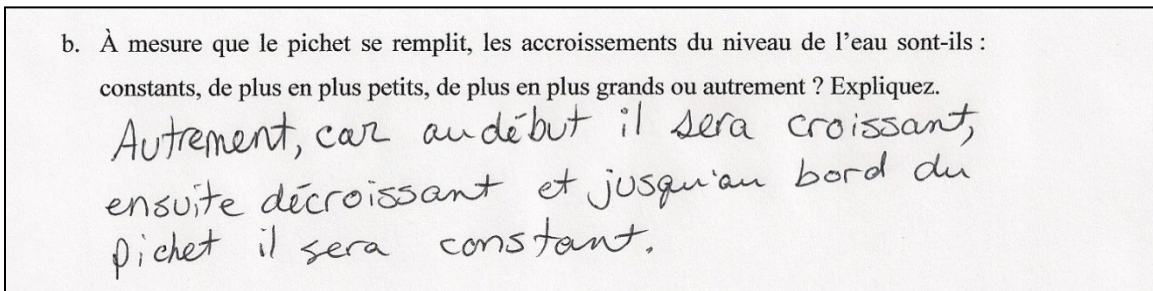 b. À mesure que le pichet se remplit, les accroissements du niveau de l'eau sont-ils :
constants, de plus en plus petits, de plus en plus grands ou autrement ? Expliquez.
Autrement, car au début il sera croissant,
ensuite décroissant et jusqu'au bord du
pichet il sera constant.